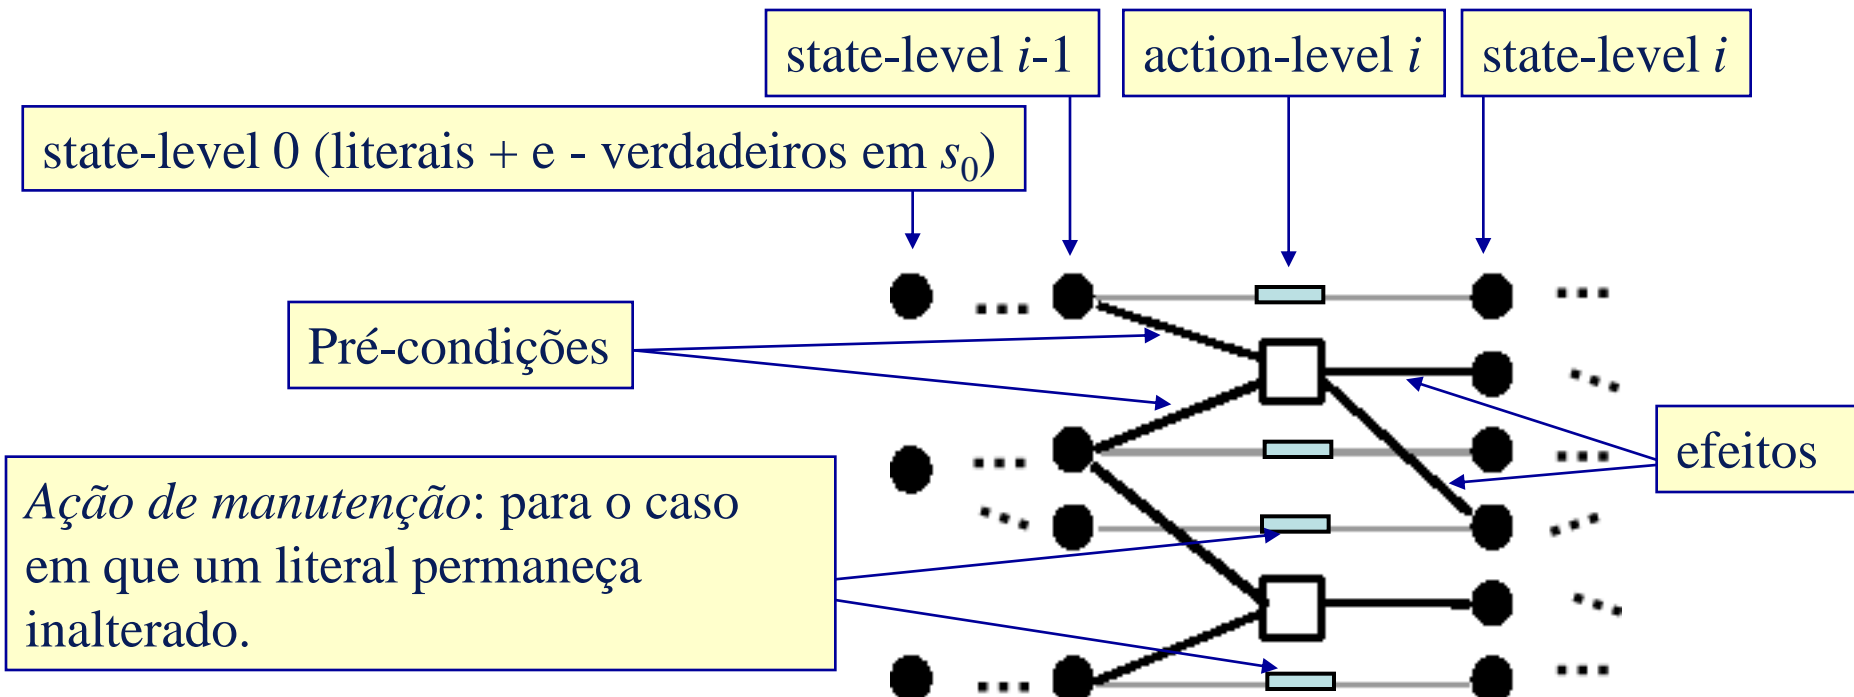 state-level i-1
action-level i
state-level i
state-level 0 (literais + e - verdadeiros em s0)
Pré-condições
efeitos
Ação de manutenção: para o caso
em que um literal permaneça
inalterado.